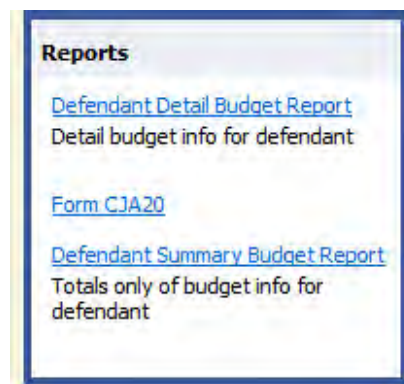 Reports
Defendant Detail Budget Report
Detail budget info for defendant
Form CJA20
Defendant Summary Budget Report
Totals only of budget info for
defendant